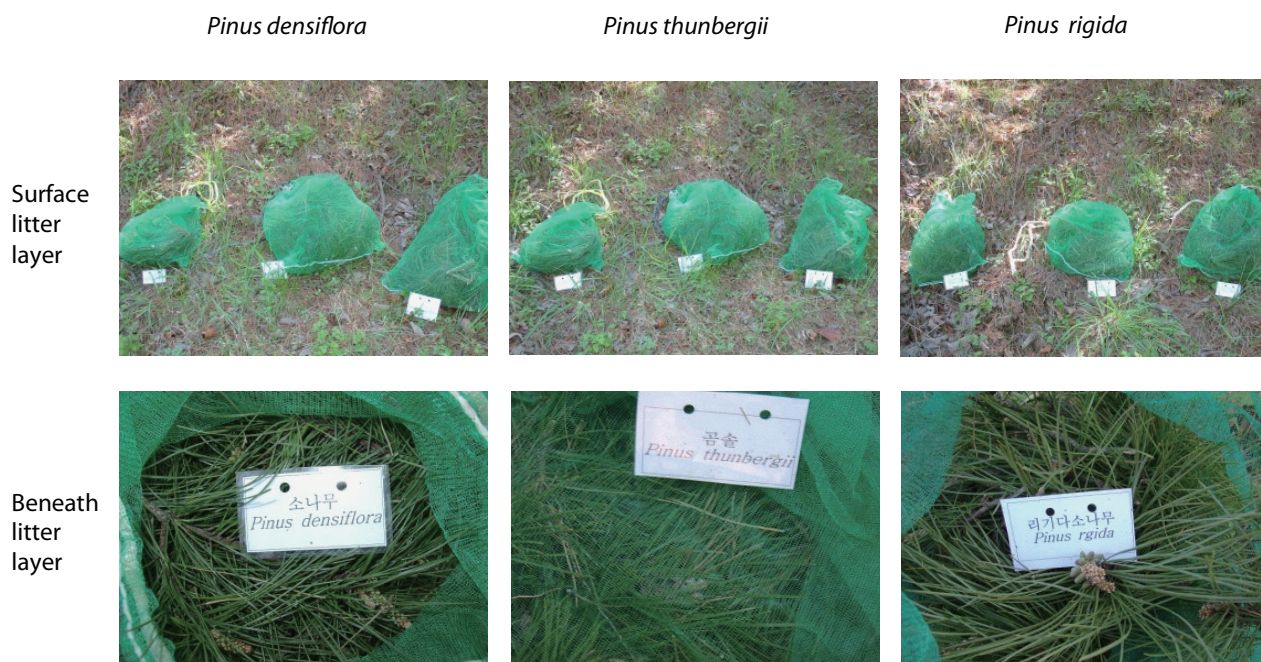 Pinus densiflora
Pinus thunbergii
Pinus rigida
Surface
litter
layer
Beneath
litter
layer
소나무
Pinus densiflora
곰솔
Pinus thunbergii
리기다소나무
Pinus rgida